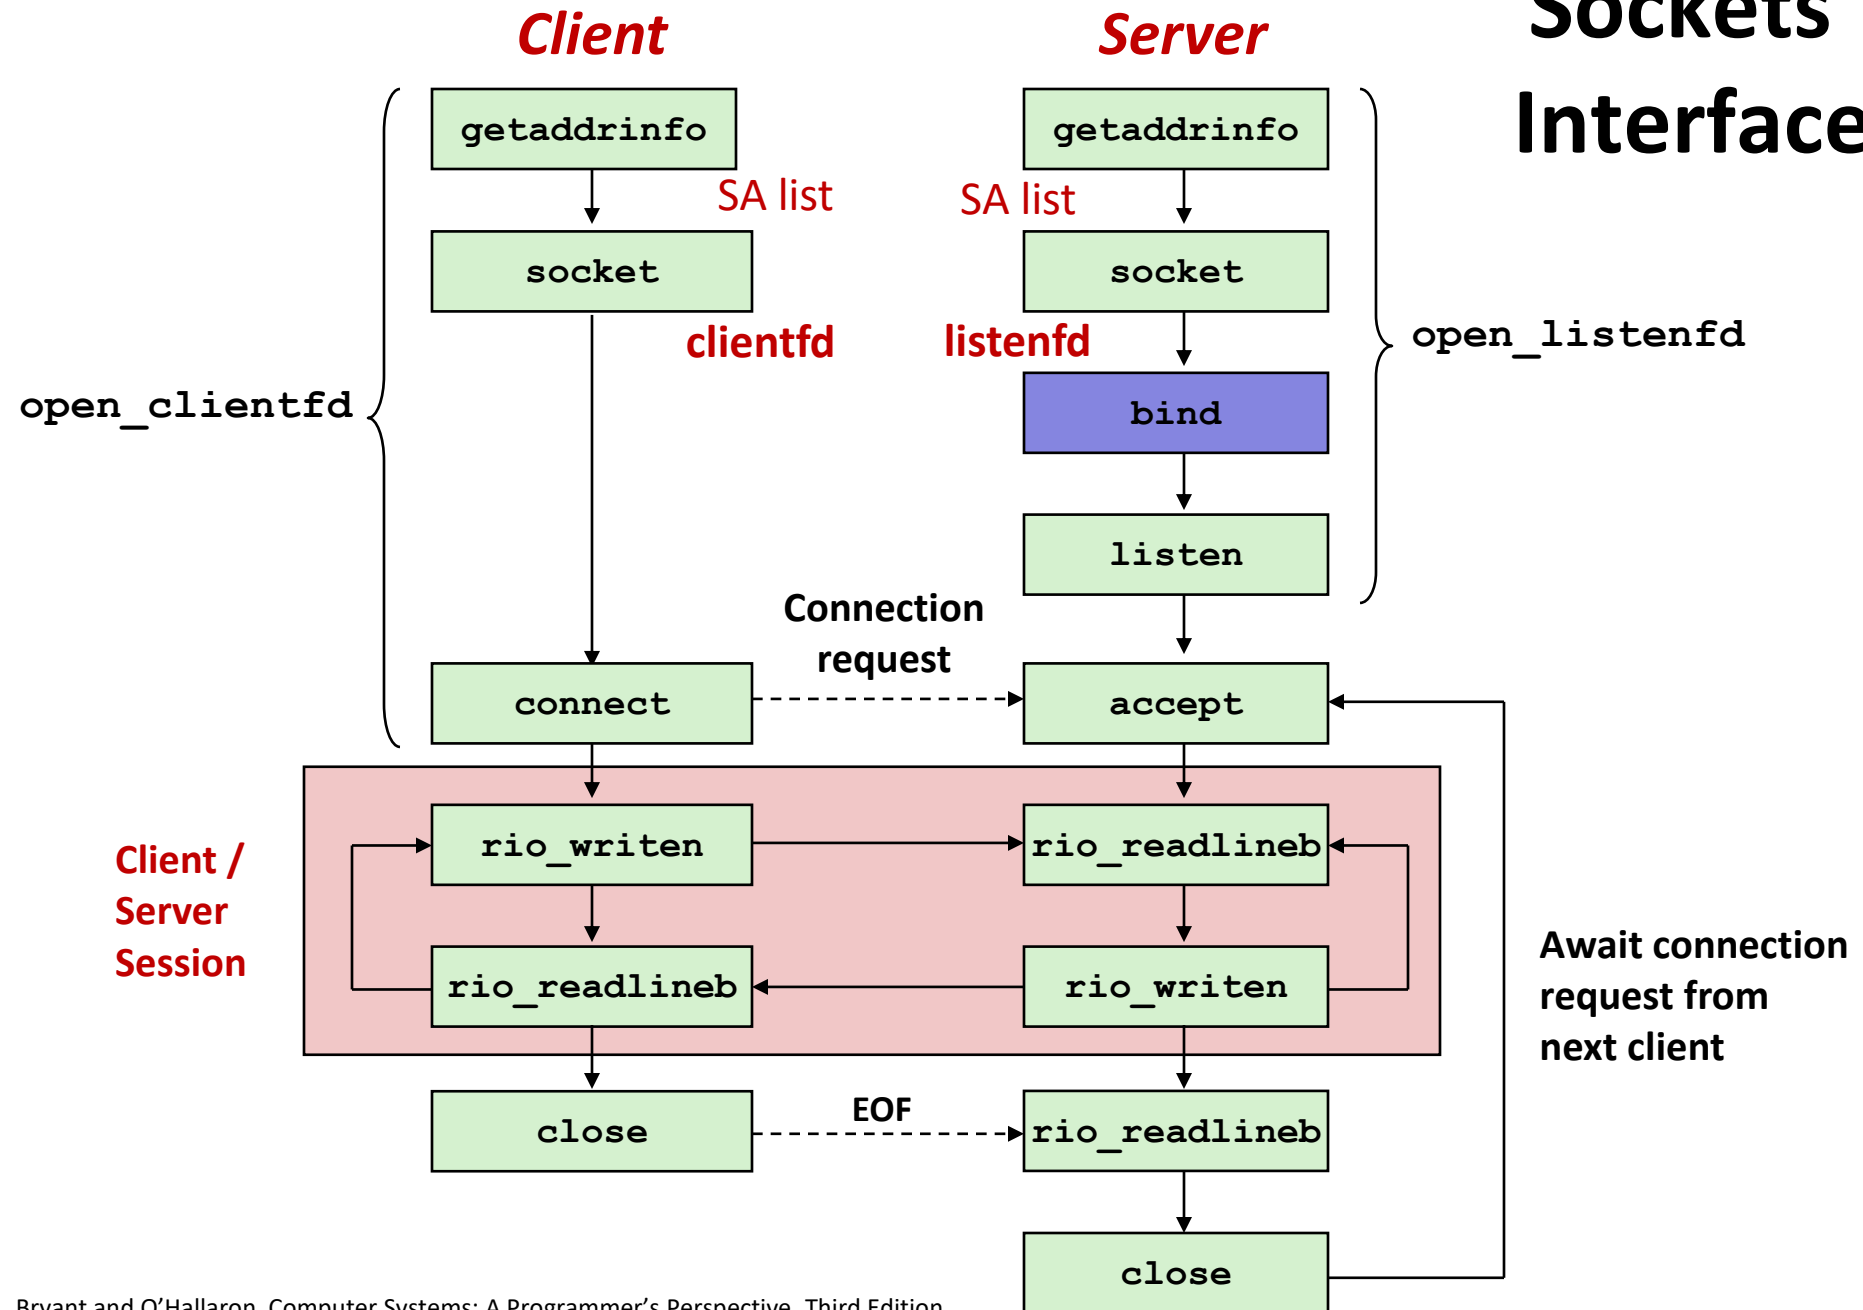 Client
Server
Sockets
Interface
getaddrinfo
getaddrinfo
SA list
SA list
socket
socket
clientfd
listenfd
open_listenfd
open_clientfd
bind
listen
Connection
request
connect
accept
Client /
Server
Session
rio_writen
rio_readlineb
rio_readlineb
rio_writen
Await connection
request from
next client
close
EOF
rio_readlineb
close
Bryant and O'Hallaron, Computer Systems: A Programmer's Perspective, Third Edition